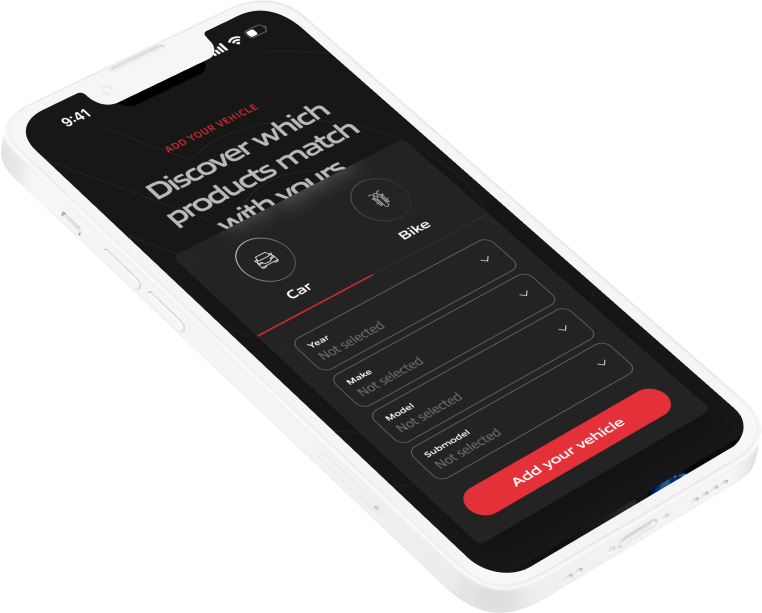 9:41
ADD YOUR VEHICLE
Discover which
products match
with yours
Car
Bike
Year
Not selected
Make
Not selected
Model
Not selected
Submodel
Not selected
Add your vehicle